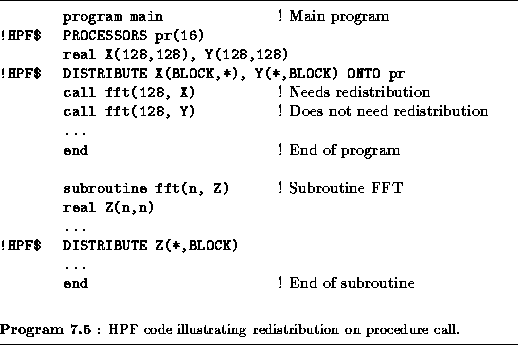 program main ! Main program
!HPF$ PROCESSORS pr(16)
real X(128,128), Y(128,128)
!HPF$ DISTRIBUTE X(BLOCK,*), Y(*,BLOCK) ONTO pr
call fft(128, X) ! Needs redistribution
call fft(128, Y) ! Does not need redistribution
...
end ! End of program
subroutine fft(n, Z) ! Subroutine FFT
real Z(n,n)
...
!HPF$ DISTRIBUTE Z(*,BLOCK)
...
end ! End of subroutine
Program 7.5 : HPF code illustrating redistribution on procedure call.